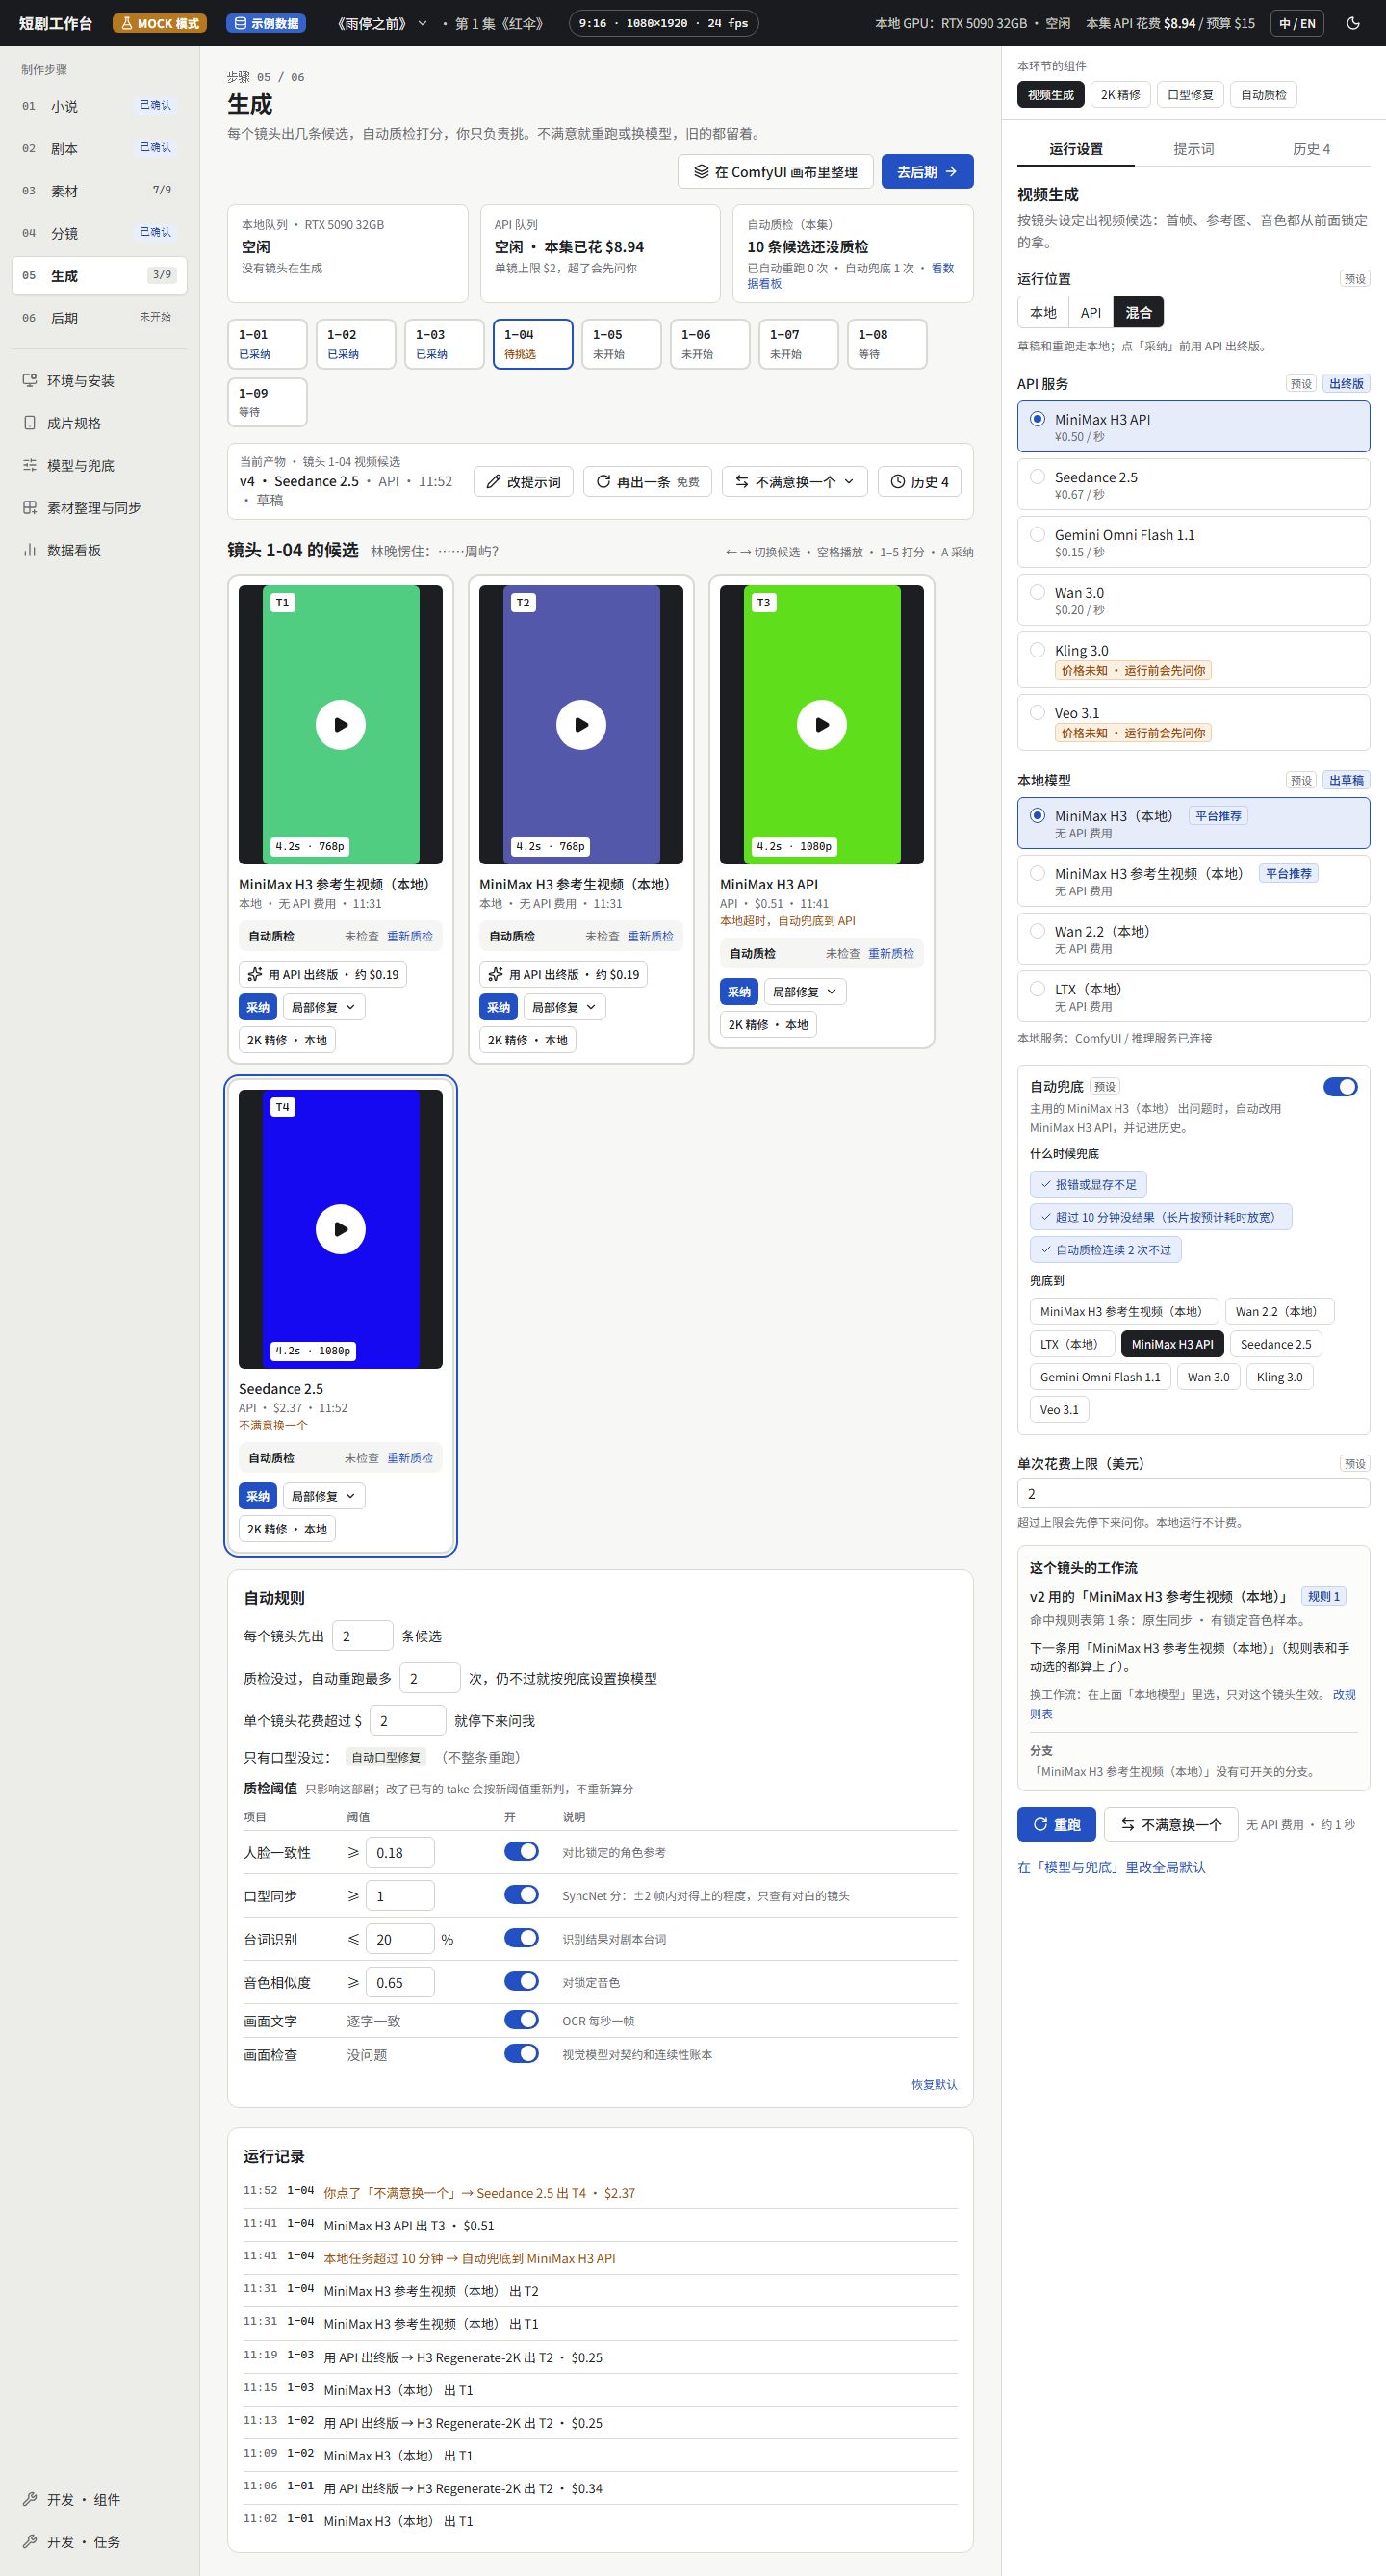 短剧工作台 MOCK 模式 示例数据 《雨停之前》 · 第 1 集《红伞》 9:16 · 1080×1920 · 24 fps 本地 GPU：RTX 5090 32GB · 空闲 本集 API 花费 $8.94 / 预算 $15 中 / EN
制作步骤
01 小说 已确认
02 剧本 已确认
03 素材 7/9
04 分镜 已确认
05 生成 3/9
06 后期 未开始
环境与安装
成片规格
模型与兜底
素材整理与同步
数据看板
开发 · 组件
开发 · 任务
步骤 05 / 06
生成
每个镜头出几条候选，自动质检打分，你只负责挑。不满意就重跑或换模型，旧的都留着。
在 ComfyUI 画布里整理 去后期 →
本地队列 · RTX 5090 32GB
空闲
没有镜头在生成
API 队列
空闲 · 本集已花 $8.94
单镜上限 $2，超了会先问你
自动质检（本集）
10 条候选还没质检
已自动重跑 0 次 · 自动兜底 1 次 · 看数
据看板
1-01 1-02 1-03 1-04 1-05 1-06 1-07 1-08
已采纳 已采纳 已采纳 待挑选 未开始 未开始 未开始 等待
1-09
等待
当前产物 · 镜头 1-04 视频候选
v4 · Seedance 2.5 · API · 11:52
· 草稿
改提示词 再出一条 免费 不满意换一个 历史 4
镜头 1-04 的候选 林晚愣住：……周屿？ ← → 切换候选 · 空格播放 · 1–5 打分 · A 采纳
T1
4.2s · 768p
MiniMax H3 参考生视频（本地）
本地 · 无 API 费用 · 11:31
自动质检 未检查 重新质检
用 API 出终版 · 约 $0.19
采纳 局部修复
2K 精修 · 本地
T2
4.2s · 768p
MiniMax H3 参考生视频（本地）
本地 · 无 API 费用 · 11:31
自动质检 未检查 重新质检
用 API 出终版 · 约 $0.19
采纳 局部修复
2K 精修 · 本地
T3
4.2s · 1080p
MiniMax H3 API
API · $0.51 · 11:41
本地超时，自动兜底到 API
自动质检 未检查 重新质检
采纳 局部修复
2K 精修 · 本地
T4
4.2s · 1080p
Seedance 2.5
API · $2.37 · 11:52
不满意换一个
自动质检 未检查 重新质检
采纳 局部修复
2K 精修 · 本地
自动规则
每个镜头先出 2 条候选
质检没过，自动重跑最多 2 次，仍不过就按兜底设置换模型
单个镜头花费超过 $ 2 就停下来问我
只有口型没过： 自动口型修复 （不整条重跑）
质检阈值 只影响这部剧；改了已有的 take 会按新阈值重新判，不重新算分
项目 阈值 开 说明
人脸一致性 ≥ 0.18 对比锁定的角色参考
口型同步 ≥ 1 SyncNet 分：±2 帧内对得上的程度，只查有对白的镜头
台词识别 ≤ 20 % 识别结果对剧本台词
音色相似度 ≥ 0.65 对锁定音色
画面文字 逐字一致 OCR 每秒一帧
画面检查 没问题 视觉模型对契约和连续性账本
恢复默认
运行记录
11:52 1-04 你点了「不满意换一个」→ Seedance 2.5 出 T4 · $2.37
11:41 1-04 MiniMax H3 API 出 T3 · $0.51
11:41 1-04 本地任务超过 10 分钟 → 自动兜底到 MiniMax H3 API
11:31 1-04 MiniMax H3 参考生视频（本地） 出 T2
11:31 1-04 MiniMax H3 参考生视频（本地） 出 T1
11:19 1-03 用 API 出终版 → H3 Regenerate-2K 出 T2 · $0.25
11:15 1-03 MiniMax H3（本地） 出 T1
11:13 1-02 用 API 出终版 → H3 Regenerate-2K 出 T2 · $0.25
11:09 1-02 MiniMax H3（本地） 出 T1
11:06 1-01 用 API 出终版 → H3 Regenerate-2K 出 T2 · $0.34
11:02 1-01 MiniMax H3（本地） 出 T1
本环节的组件
视频生成 2K 精修 口型修复 自动质检
运行设置 提示词 历史 4
视频生成
按镜头设定出视频候选：首帧、参考图、音色都从前面锁定
的拿。
运行位置 预设
本地 API 混合
草稿和重跑走本地；点「采纳」前用 API 出终版。
API 服务 预设 出终版
MiniMax H3 API
¥0.50 / 秒
Seedance 2.5
¥0.67 / 秒
Gemini Omni Flash 1.1
$0.15 / 秒
Wan 3.0
$0.20 / 秒
Kling 3.0
价格未知 · 运行前会先问你
Veo 3.1
价格未知 · 运行前会先问你
本地模型 预设 出草稿
MiniMax H3（本地） 平台推荐
无 API 费用
MiniMax H3 参考生视频（本地） 平台推荐
无 API 费用
Wan 2.2（本地）
无 API 费用
LTX（本地）
无 API 费用
本地服务：ComfyUI / 推理服务已连接
自动兜底 预设
主用的 MiniMax H3（本地） 出问题时，自动改用
MiniMax H3 API，并记进历史。
什么时候兜底
报错或显存不足
超过 10 分钟没结果（长片按预计耗时放宽）
自动质检连续 2 次不过
兜底到
MiniMax H3 参考生视频（本地） Wan 2.2（本地）
LTX（本地） MiniMax H3 API Seedance 2.5
Gemini Omni Flash 1.1 Wan 3.0 Kling 3.0
Veo 3.1
单次花费上限（美元） 预设
2
超过上限会先停下来问你。本地运行不计费。
这个镜头的工作流
v2 用的「MiniMax H3 参考生视频（本地）」 规则 1
命中规则表第 1 条：原生同步 · 有锁定音色样本。
下一条用「MiniMax H3 参考生视频（本地）」（规则表和手
动选的都算上了）。
换工作流：在上面「本地模型」里选，只对这个镜头生效。 改规
则表
分支
「MiniMax H3 参考生视频（本地）」没有可开关的分支。
重跑 不满意换一个 无 API 费用 · 约 1 秒
在「模型与兜底」里改全局默认